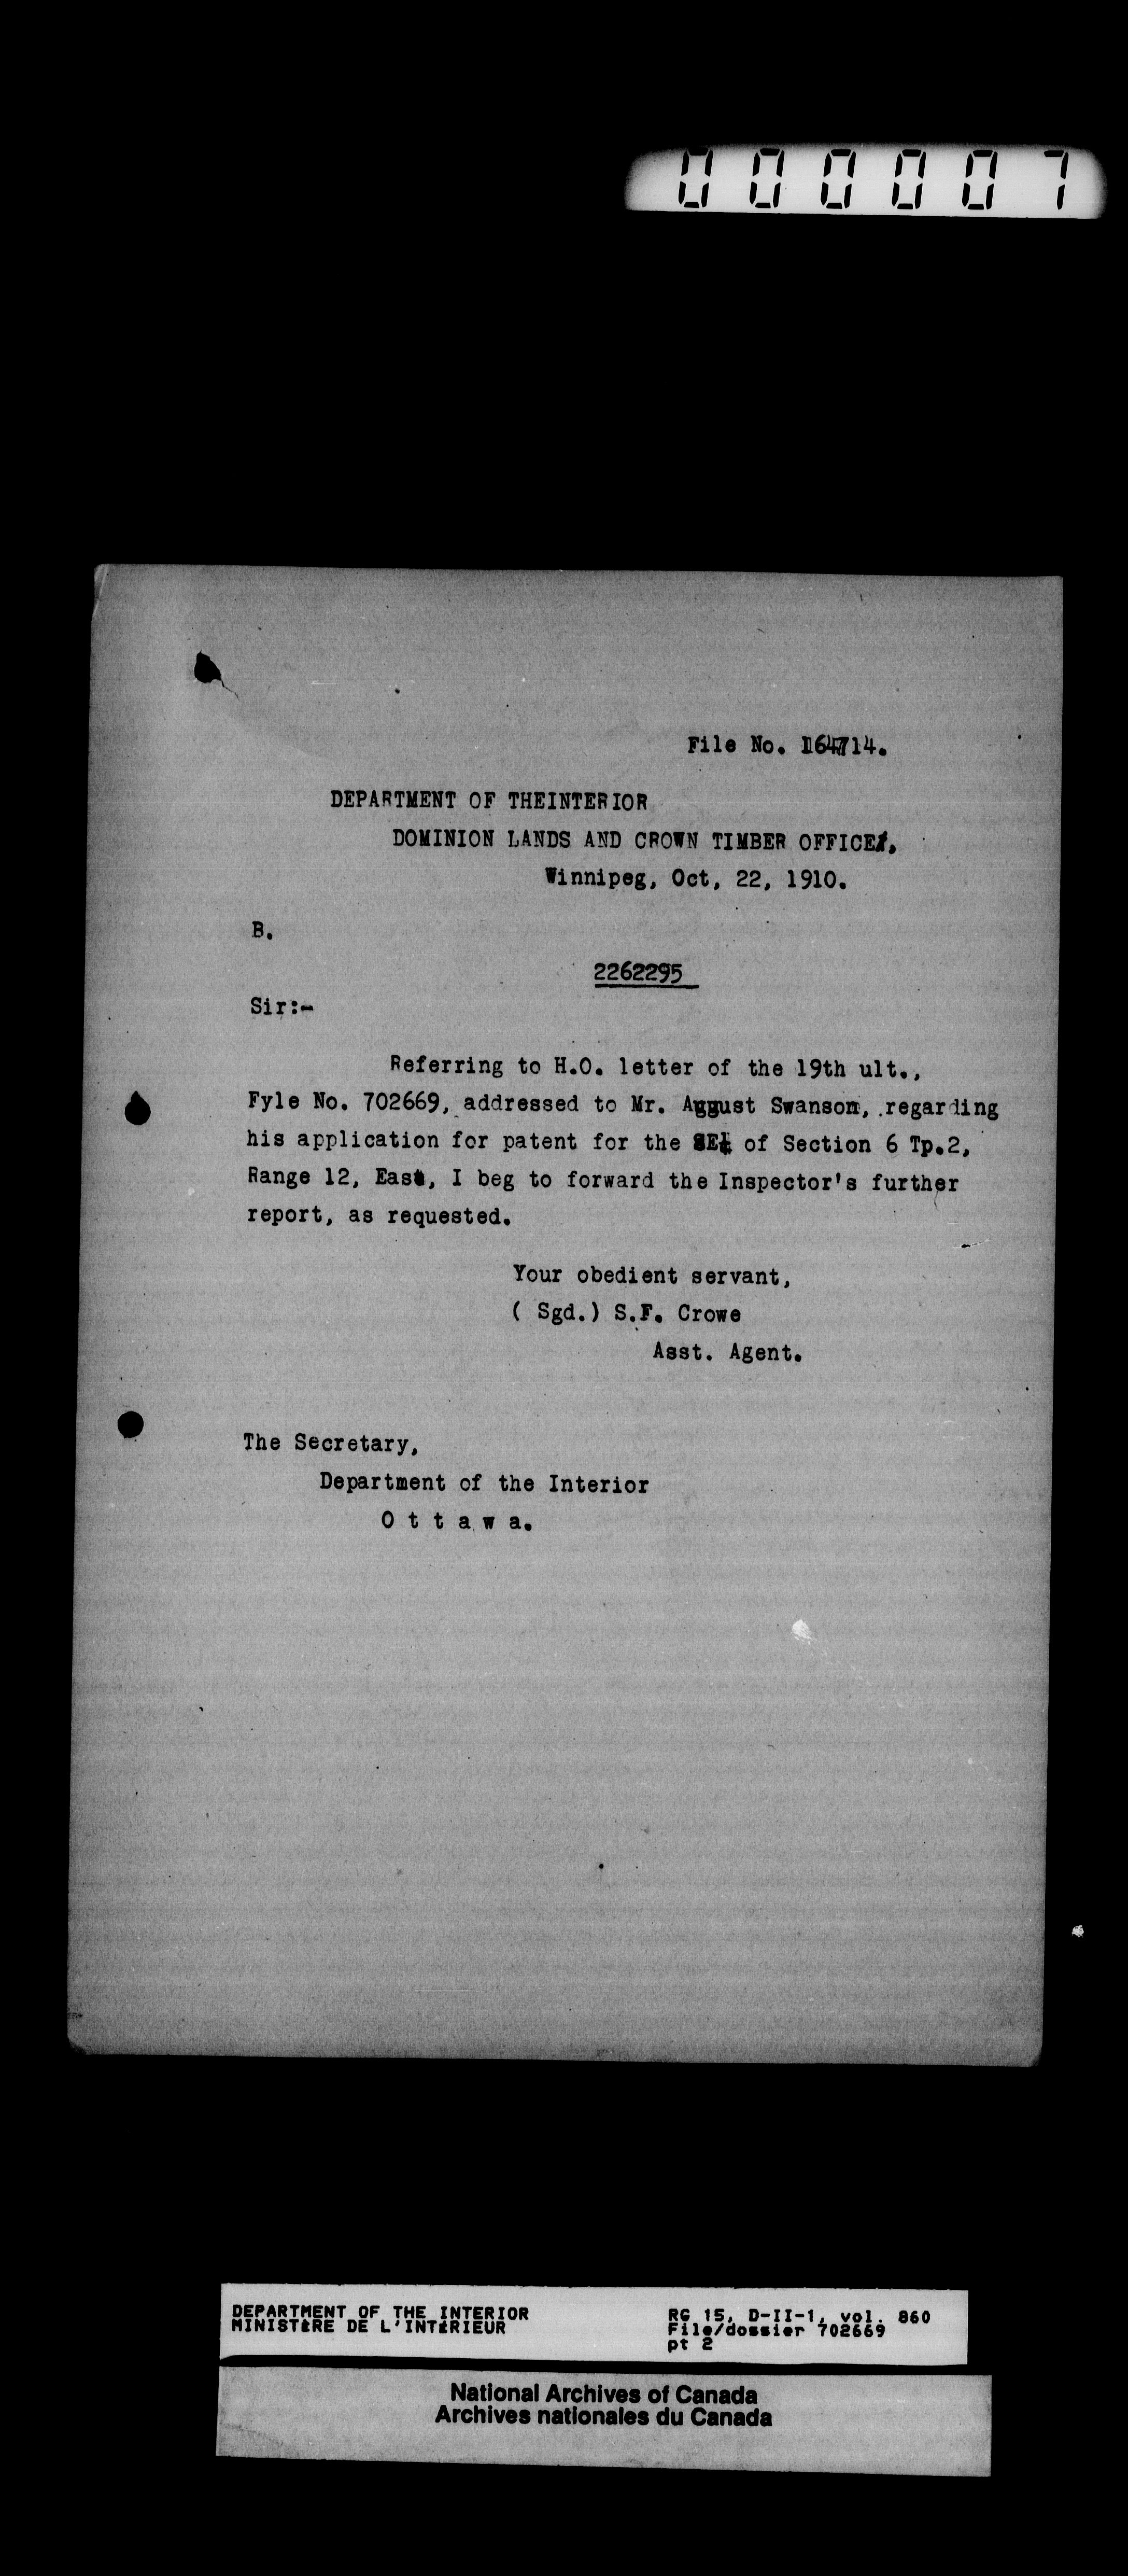 000007
File No. 164714.
DEPARTMENT OF THEINTERIOR
DOMINION LANDS AND CROWN TIMBER OFFICE,
Winnipeg, Oct, 22, 1910.
B.
2262295
Sir:-
Referring to H.O. letter of the 19th ult.,
Fyle No. 702669, addressed to Mr. August Swanson, regarding
his application for patent for the SE¼ of Section 6 Tp.2,
Range 12, East, I beg to forward the Inspector's further
report, as requested.
Your obedient servant,
( Sgd.) S.F. Crowe
Asst. Agent.
The Secretary,
Department of the Interior
O t t a w a.
DEPARTMENT OF THE INTERIOR
MINISTÈRE DE L'INTÉRIEUR
RG 15, D-II-1, vol. 860
File/dossier 702669
pt 2
National Archives of Canada
Archives nationales du Canada